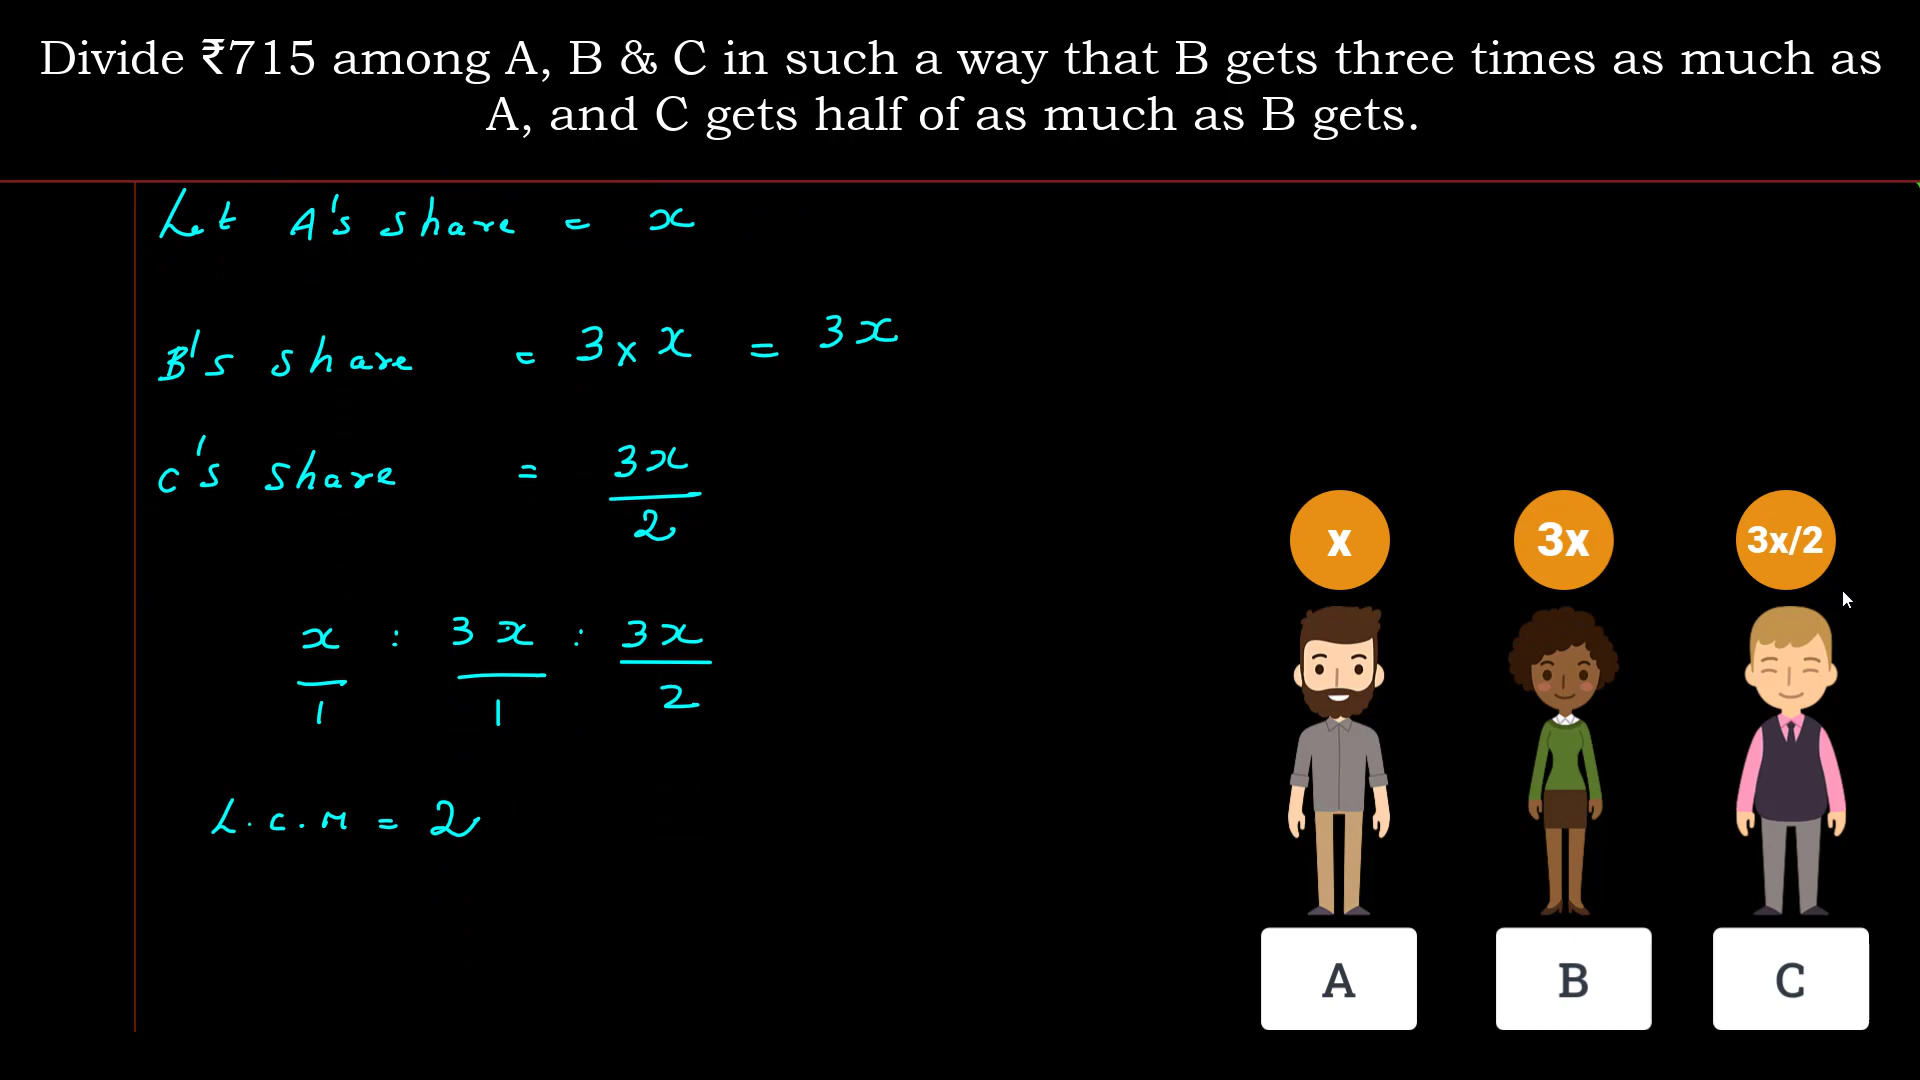 Divide ₹715 among A, B & C in such a way that B gets three times as much as
A, and C gets half of as much as B gets.
Let A's share = x
B's share = 3 x x = 3x
C's share = 3x/2
x/1 : 3x/1 : 3x/2
L.C.M = 2
x 3x 3x/2
A B C